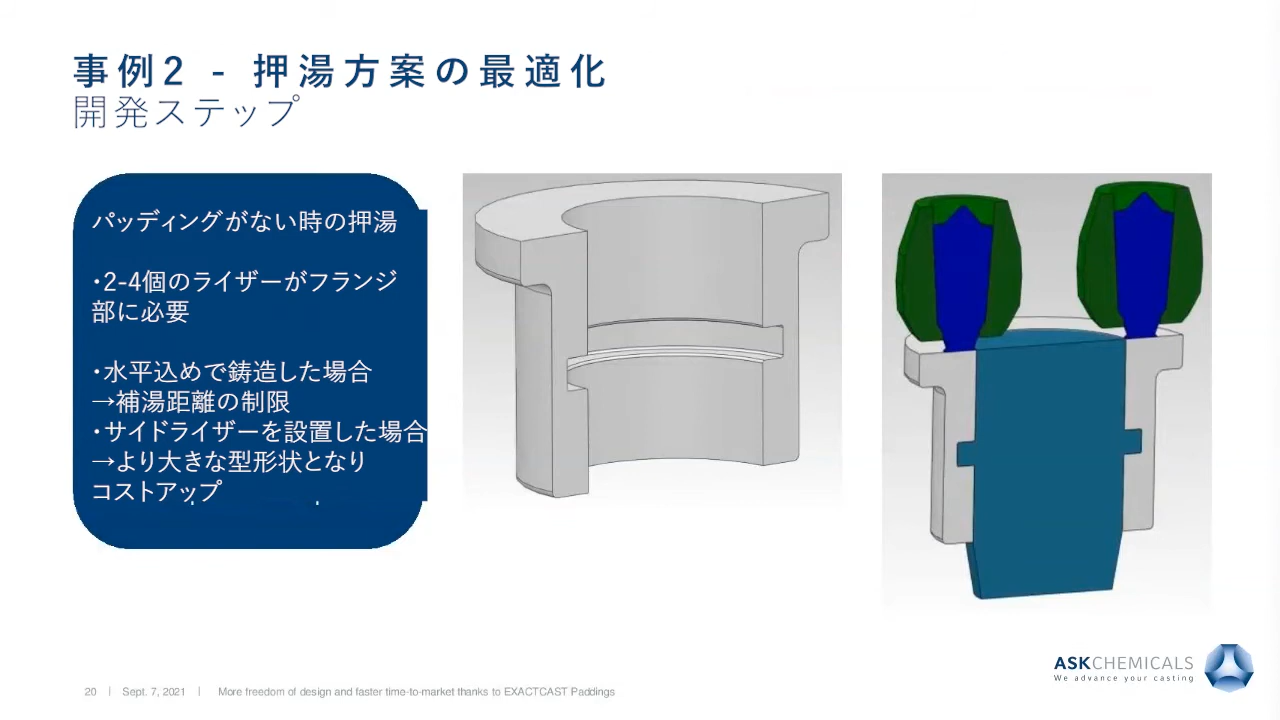 事例2 - 押湯方案の最適化
開発ステップ
パッディングがない時の押湯
・2-4個のライザーがフランジ
部に必要
・水平込めで鋳造した場合
→補湯距離の制限
・サイドライザーを設置した場合
→より大きな型形状となり
コストアップ
ASKCHEMICALS
We advance your casting
20 | Sept. 7, 2021 | More freedom of design and faster time-to-market thanks to EXACTCAST Paddings